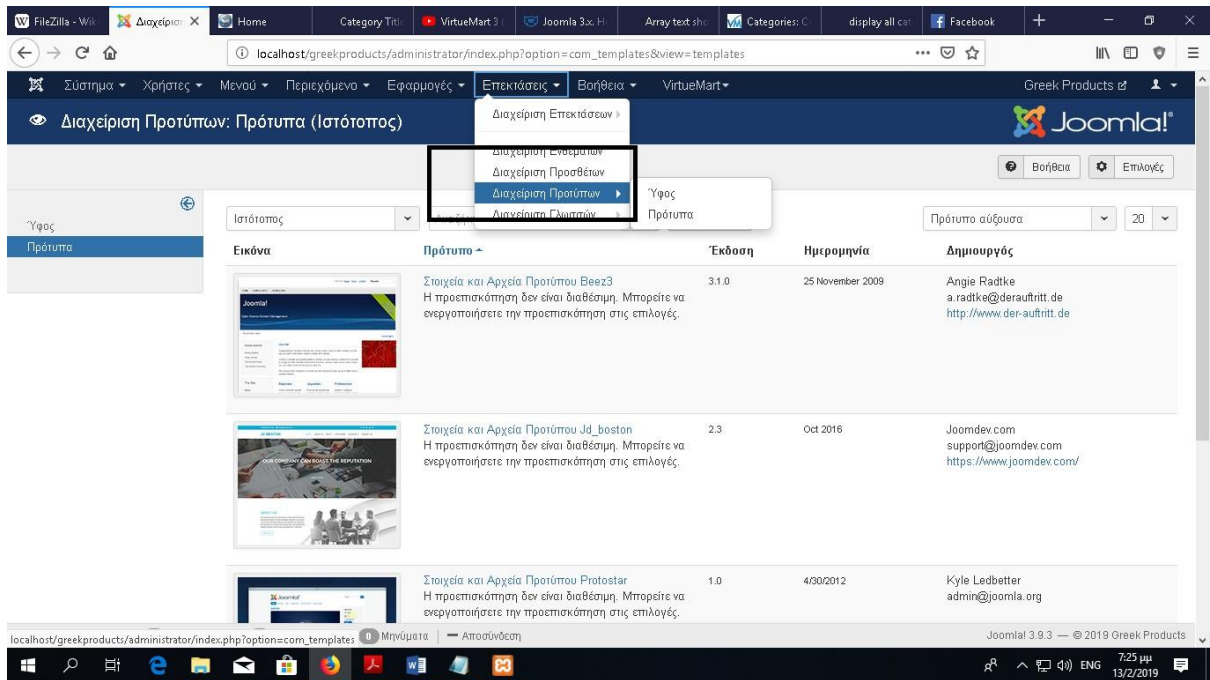 FileZilla - Wik
Διαχείριση
Home
Category Title
VirtueMart 3 (
Joomla 3.x. H
Array text sho
Categories: C
display all cat
Facebook
localhost/greekproducts/administrator/index.php?option=com_templates&view=templates
Σύστημα Χρήστες Μενού Περιεχόμενο Εφαρμογές Επεκτάσεις Βοήθεια VirtueMart Greek Products
Διαχείριση Προτύπων: Πρότυπα (Ιστότοπος)
Joomla!®
Διαχείριση Επεκτάσεων
Διαχείριση Ενθεμάτων
Διαχείριση Προσθέτων
Διαχείριση Προτύπων
Διαχείριση Γλωσσών
Ύφος
Πρότυπα
Βοήθεια
Επιλογές
Ύφος
Πρότυπα
Ιστότοπος
Πρότυπο αύξουσα
20
Εικόνα Πρότυπο Έκδοση Ημερομηνία Δημιουργός
Στοιχεία και Αρχεία Προτύπου Beez3 3.1.0 25 November 2009 Angie Radtke
Η προεπισκόπηση δεν είναι διαθέσιμη. Μπορείτε να a.radtke@derauftritt.de
ενεργοποιήσετε την προεπισκόπηση στις επιλογές. http://www.der-auftritt.de
Joomla!
Στοιχεία και Αρχεία Προτύπου Jd_boston 2.3 Oct 2016 Joomdev.com
Η προεπισκόπηση δεν είναι διαθέσιμη. Μπορείτε να support@joomdev.com
ενεργοποιήσετε την προεπισκόπηση στις επιλογές. https://www.joomdev.com/
OUR COMPANY CAN BOAST THE REPUTATION
Στοιχεία και Αρχεία Προτύπου Protostar 1.0 4/30/2012 Kyle Ledbetter
Η προεπισκόπηση δεν είναι διαθέσιμη. Μπορείτε να admin@joomla.org
ενεργοποιήσετε την προεπισκόπηση στις επιλογές.
Joomla!
localhost/greekproducts/administrator/index.php?option=com_templates 0 Μηνύματα Αποσύνδεση Joomla! 3.9.3 — © 2019 Greek Products
ENG
7:25 μμ
13/2/2019